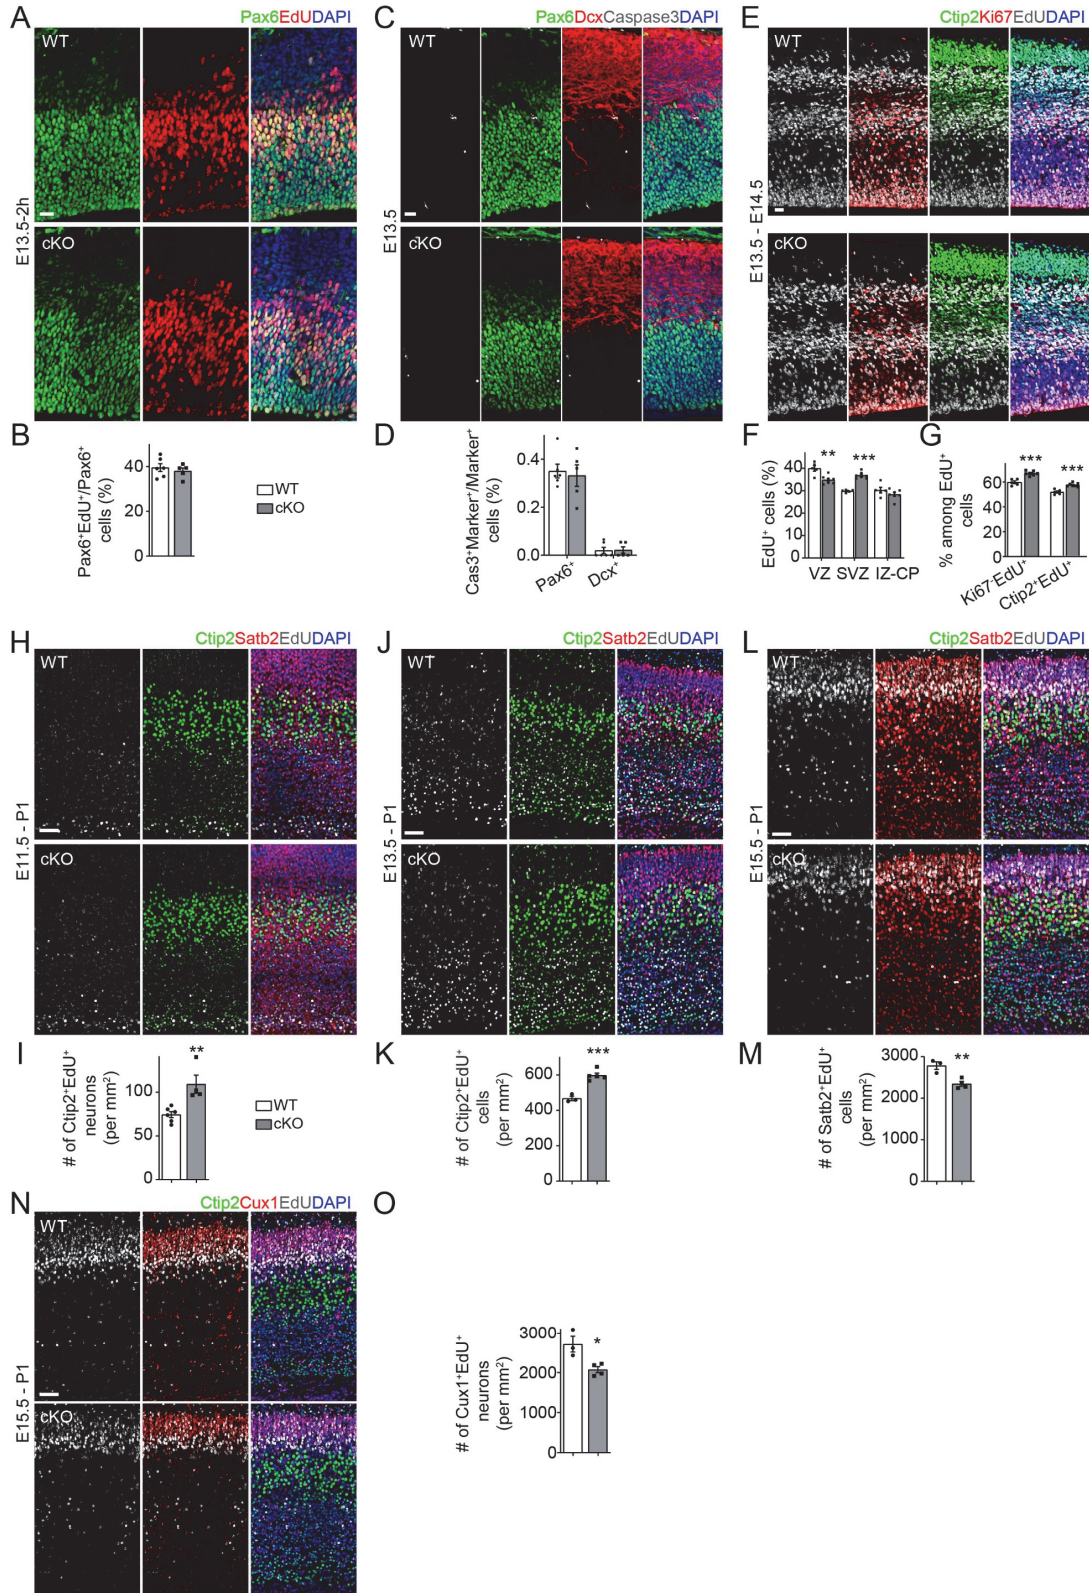 A
Pax6EdUDAPI
WT
cKO
E13.5-2h
B
Pax6⁺EdU⁺/Pax6⁺
cells (%)
40
20
0
WT
cKO
C
Pax6DcxCaspase3DAPI
WT
cKO
E13.5
D
Cas3⁺Marker⁺/Marker⁺
cells (%)
0.4
0.2
0.0
Pax6⁺
Dcx⁺
E
Ctip2Ki67EdUDAPI
WT
cKO
E13.5 - E14.5
F
EdU⁺ cells (%)
** ***
40
30
20
10
0
VZ SVZ IZ-CP
G
% among EdU⁺
cells
*** ***
60
40
20
0
Ki67⁻EdU⁺
Ctip2⁺EdU⁺
H
Ctip2Satb2EdUDAPI
WT
cKO
E11.5 - P1
I
# of Ctip2⁺EdU⁺
neurons
(per mm²)
**
100
50
0
WT
cKO
J
Ctip2Satb2EdUDAPI
WT
cKO
E13.5 - P1
K
# of Ctip2⁺EdU⁺
cells
(per mm²)
***
600
400
200
0
L
Ctip2Satb2EdUDAPI
WT
cKO
E15.5 - P1
M
# of Satb2⁺EdU⁺
cells
(per mm²)
**
3000
2000
1000
0
N
Ctip2Cux1EdUDAPI
WT
cKO
E15.5 - P1
O
# of Cux1⁺EdU⁺
neurons
(per mm²)
*
3000
2000
1000
0